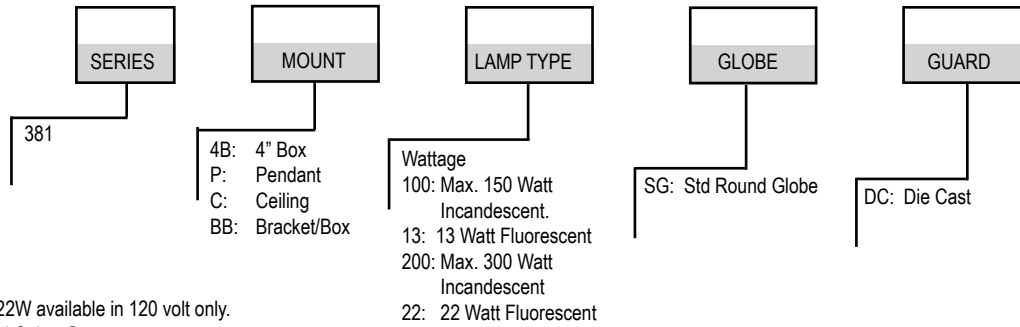 SERIES
MOUNT
LAMP TYPE
GLOBE
GUARD
381
4B: 4” Box
P: Pendant
C: Ceiling
BB: Bracket/Box
Wattage
100: Max. 150 Watt
Incandescent.
13: 13 Watt Fluorescent
200: Max. 300 Watt
Incandescent
22: 22 Watt Fluorescent
SG: Std Round Globe
DC: Die Cast
22W available in 120 volt only.